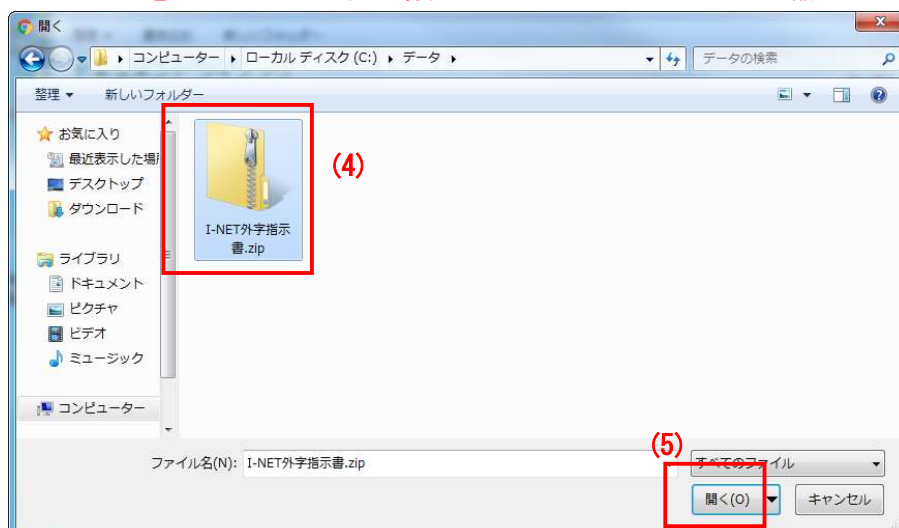 開く
コンピューター ▸ ローカル ディスク (C:) ▸ データ ▸
データの検索
整理 ▼ 新しいフォルダー
お気に入り
最近表示した場所
デスクトップ
ダウンロード
ライブラリ
ドキュメント
ピクチャ
ビデオ
ミュージック
コンピューター
I-NET外字指示
書.zip
(4)
ファイル名(N): I-NET外字指示書.zip
すべてのファイル
(5)
開く(O)
キャンセル